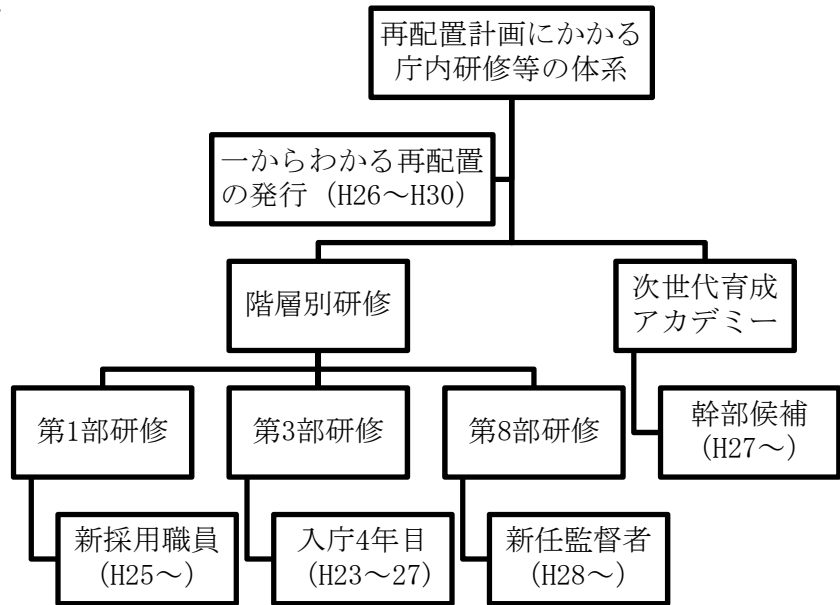 再配置計画にかかる
庁内研修等の体系
一からわかる再配置
の発行（H26～H30）
階層別研修
次世代育成
アカデミー
第1部研修
第3部研修
第8部研修
幹部候補
（H27～）
新採用職員
（H25～）
入庁4年目
（H23～27）
新任監督者
（H28～）